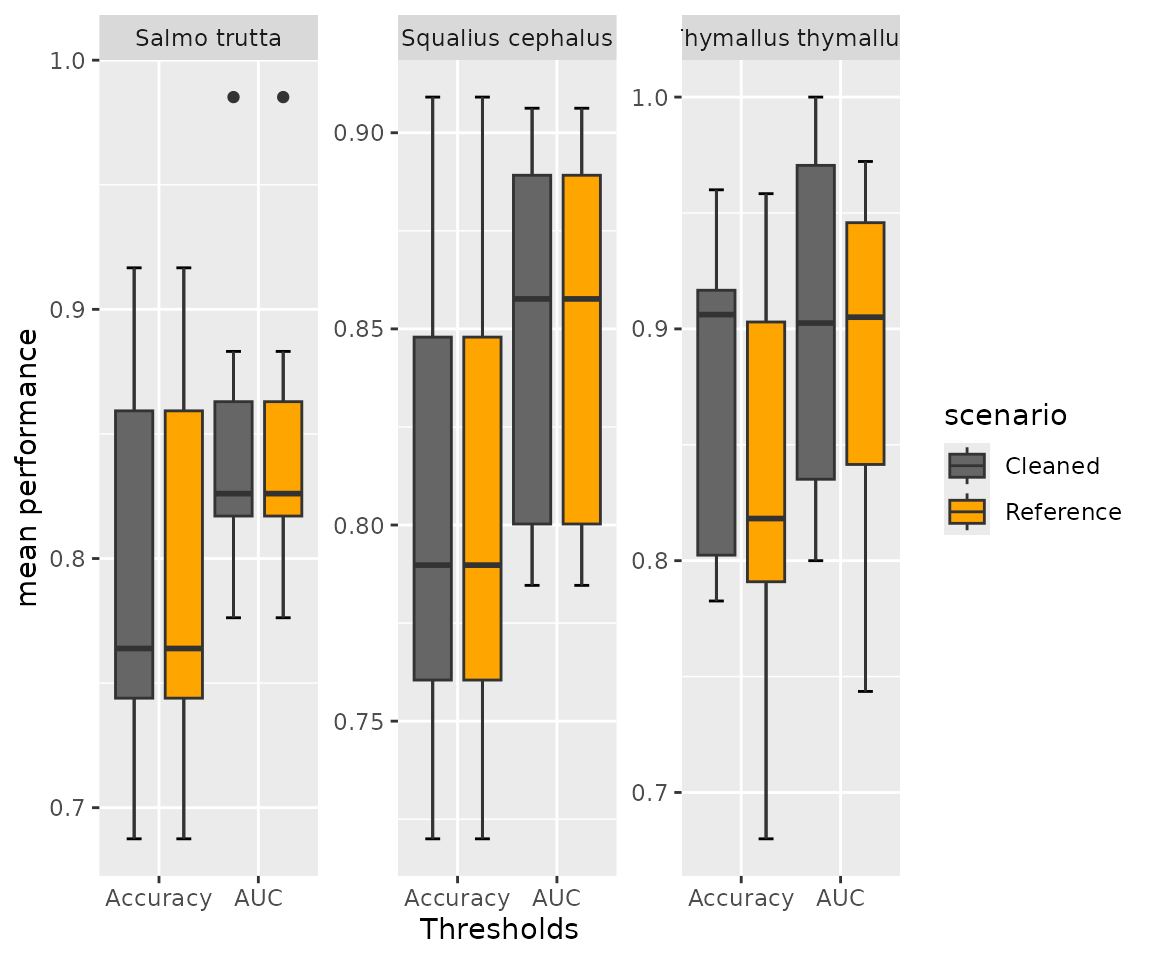 Salmo trutta
Squalius cephalus
Thymallus thymallu
mean performance
1.0
0.9
0.8
0.7
0.90
0.85
0.80
0.75
1.0
0.9
0.8
0.7
Accuracy AUC
Accuracy AUC
Accuracy AUC
Thresholds
scenario
Cleaned
Reference